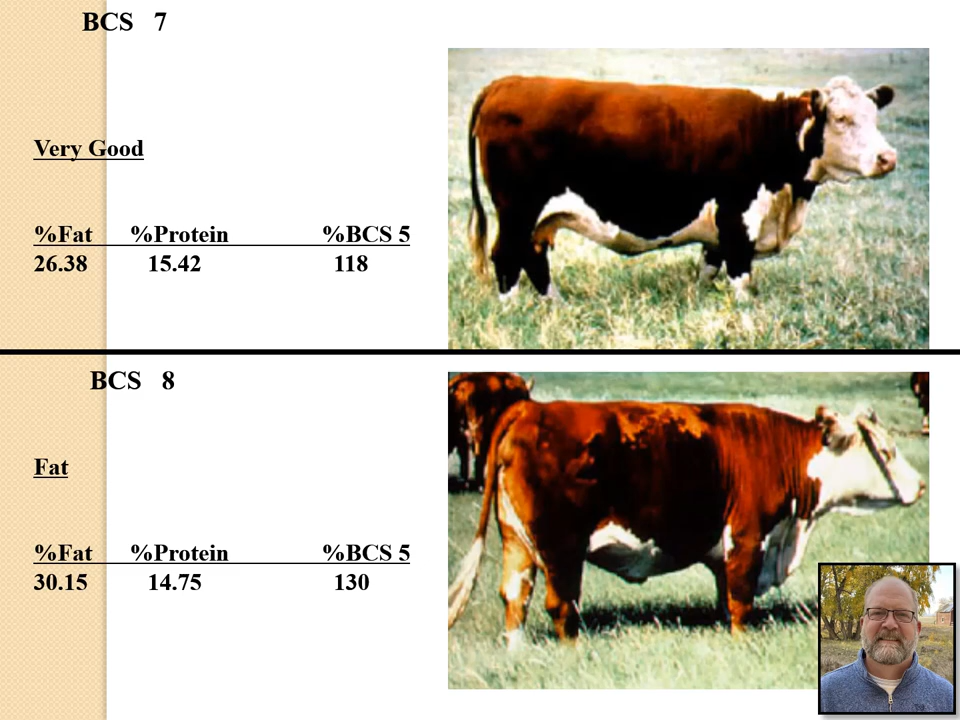 BCS 7
Very Good
%Fat %Protein %BCS 5
26.38 15.42 118
BCS 8
Fat
%Fat %Protein %BCS 5
30.15 14.75 130